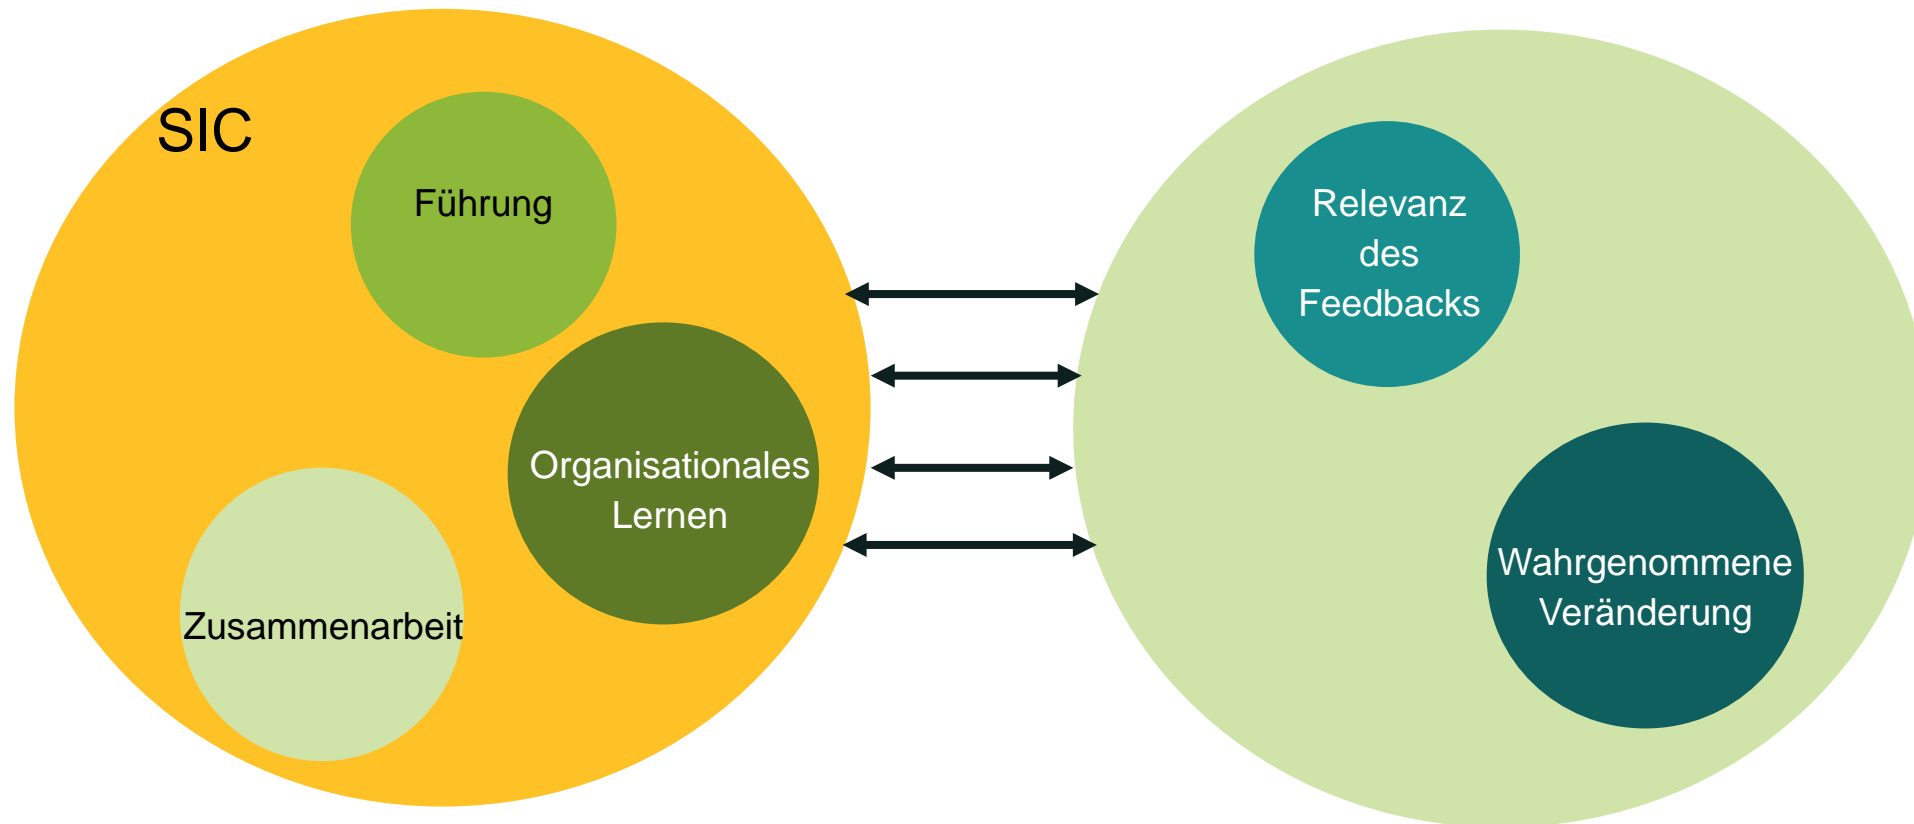 SIC
Führung
Organisationales
Lernen
Zusammenarbeit
Relevanz
des
Feedbacks
Wahrgenommene
Veränderung